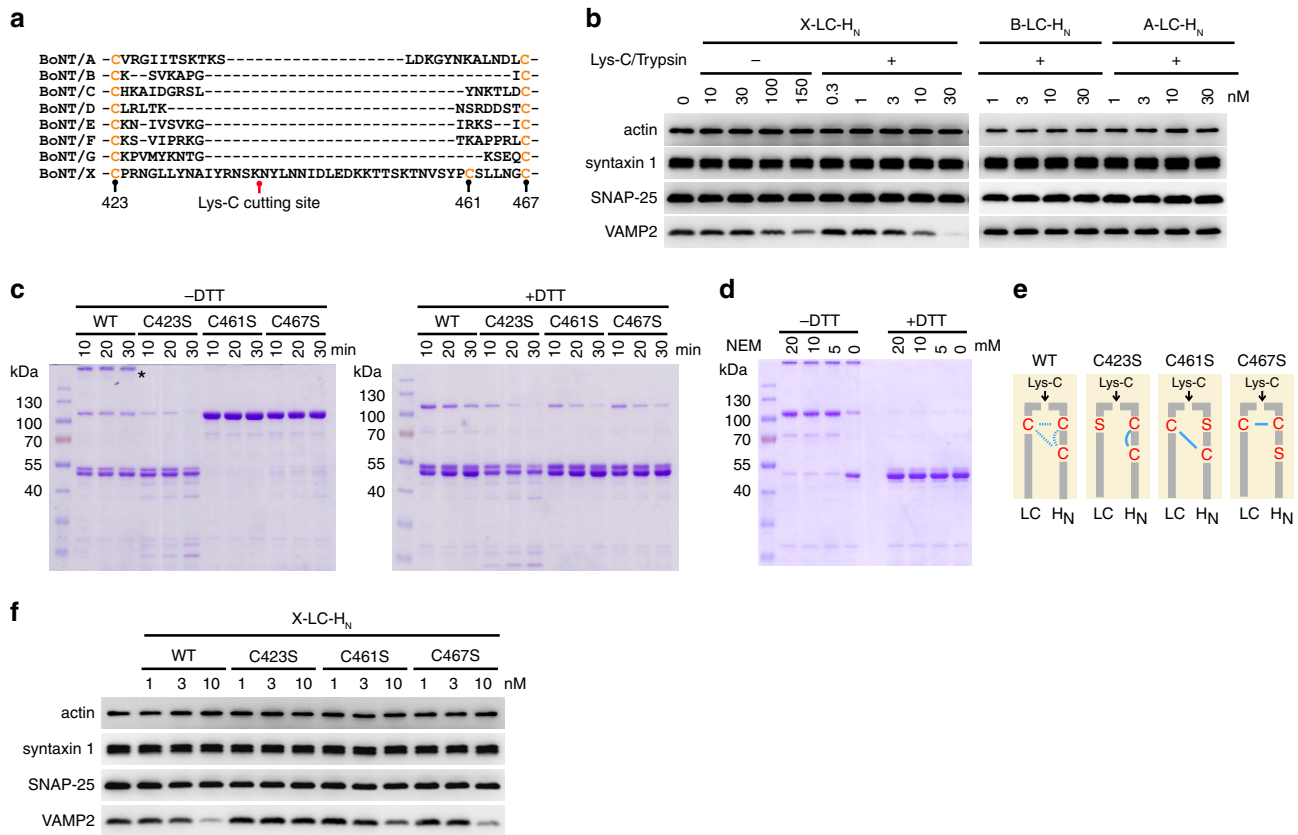 a
BoNT/A –CVRGIITSKTKS--------------------LDKGYNKALNDLC–
BoNT/B –CK--SVKAPG-----------------------------------IC–
BoNT/C –CHKAIDGRSL-----------------------------YNKTLDC–
BoNT/D –CLRLTK--------------------------------NSRDDSTC–
BoNT/E –CKN-IVSVKG-----------------------------IRKS--IC–
BoNT/F –CKS-VIPRKG-----------------------------TKAPPRLC–
BoNT/G –CKPVMYKNTG--------------------------------KSEQC–
BoNT/X –CPRNGLLYNAIYRNSKNYLNNIDLEDKKTTSKTNVSYPCSLLNGC–
423 Lys-C cutting site 461 467
b
X-LC-HN B-LC-HN A-LC-HN
Lys-C/Trypsin – + + +
0 10 30 100 150 0.3 1 3 10 30 1 3 10 30 1 3 10 30 nM
actin
syntaxin 1
SNAP-25
VAMP2
c
–DTT +DTT
WT C423S C461S C467S WT C423S C461S C467S
10 20 30 10 20 30 10 20 30 10 20 30 min 10 20 30 10 20 30 10 20 30 10 20 30 min
kDa * kDa
130 130
100 100
70 70
55 55
40 40
d
–DTT +DTT
NEM 20 10 5 0 20 10 5 0 mM
kDa
130
100
70
55
40
e
WT C423S C461S C467S
Lys-C Lys-C Lys-C Lys-C
C C S C C S C C
C C C S
LC HN LC HN LC HN LC HN
f
X-LC-HN
WT C423S C461S C467S
1 3 10 1 3 10 1 3 10 1 3 10 nM
actin
syntaxin 1
SNAP-25
VAMP2